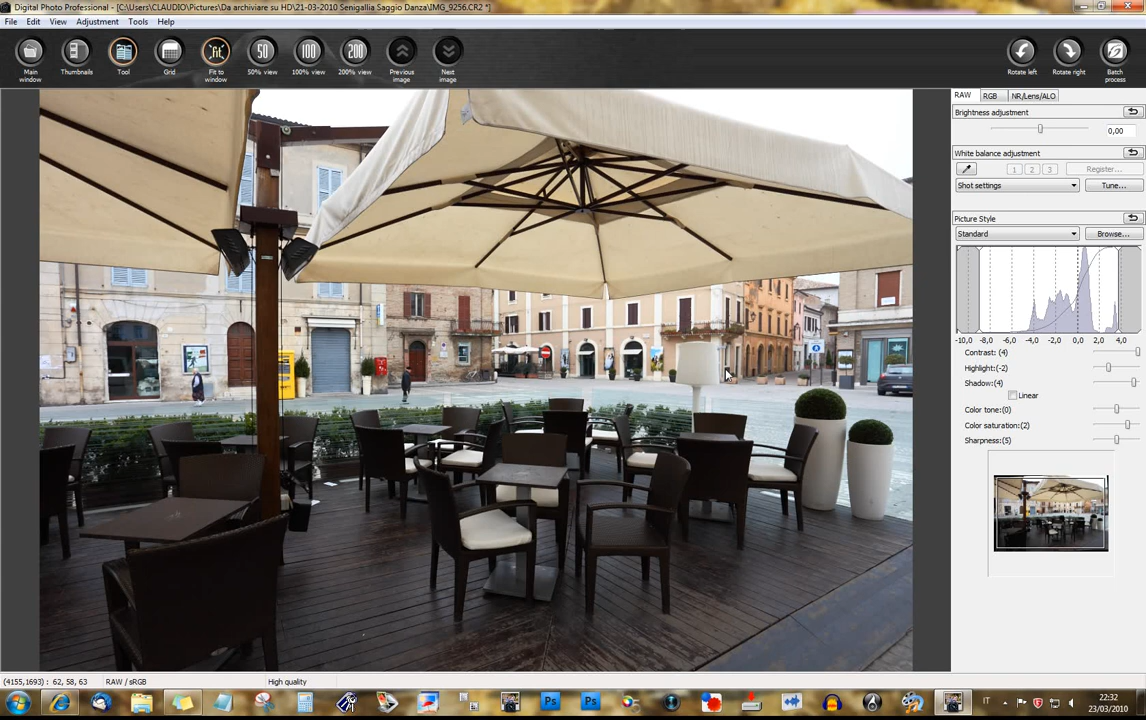 Digital Photo Professional - [C:\Users\CLAUDIO\Pictures\Da archiviare su HD\21-03-2010 Senigallia Saggio Danza\IMG_9256.CR2 *]
File Edit View Adjustment Tools Help
50 100 200
fit
Main window
Thumbnails
Tool
Grid
Fit to window
50% view
100% view
200% view
Previous image
Next image
Rotate left
Rotate right
Batch process
RAW RGB NR/Lens/ALO
Brightness adjustment
0,00
White balance adjustment
1 2 3 Register...
Shot settings Tune...
Picture Style
Standard Browse...
-10,0 -8,0 -6,0 -4,0 -2,0 0,0 2,0 4,0
Contrast: (4)
Highlight:(-2)
Shadow:(4)
Linear
Color tone:(0)
Color saturation:(2)
Sharpness:(5)
(4155,1693) : 62, 58, 63 RAW / sRGB High quality
Ps Ps
IT
22:32
23/03/2010